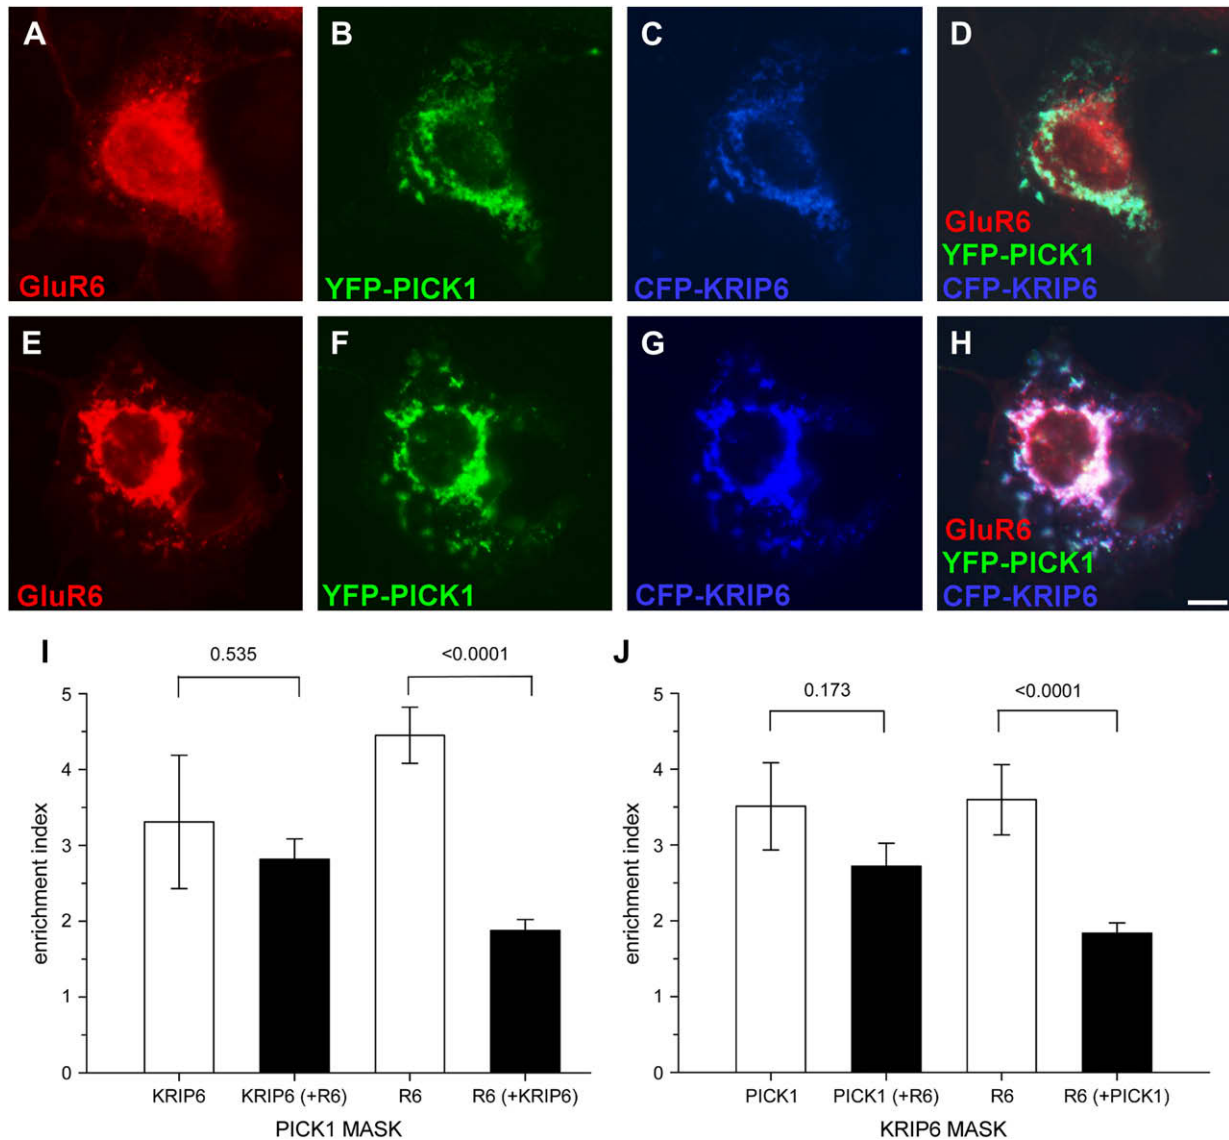 A
B
C
D
GluR6
YFP-PICK1
CFP-KRIP6
GluR6
YFP-PICK1
CFP-KRIP6
E
F
G
H
GluR6
YFP-PICK1
CFP-KRIP6
GluR6
YFP-PICK1
CFP-KRIP6
I
0.535
<0.0001
5
4
3
2
1
0
enrichment index
KRIP6
KRIP6 (+R6)
R6
R6 (+KRIP6)
PICK1 MASK
J
0.173
<0.0001
5
4
3
2
1
0
enrichment index
PICK1
PICK1 (+R6)
R6
R6 (+PICK1)
KRIP6 MASK